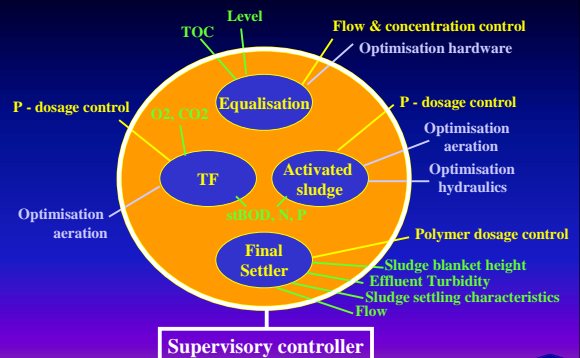 Level
TOC
Flow & concentration control
Optimisation hardware
Equalisation
P - dosage control
P - dosage control
O2, CO2
Optimisation
aeration
TF
Activated
sludge
Optimisation
hydraulics
stBOD, N, P
Optimisation
aeration
Polymer dosage control
Final
Settler
Sludge blanket height
Effluent Turbidity
Sludge settling characteristics
Flow
Supervisory controller